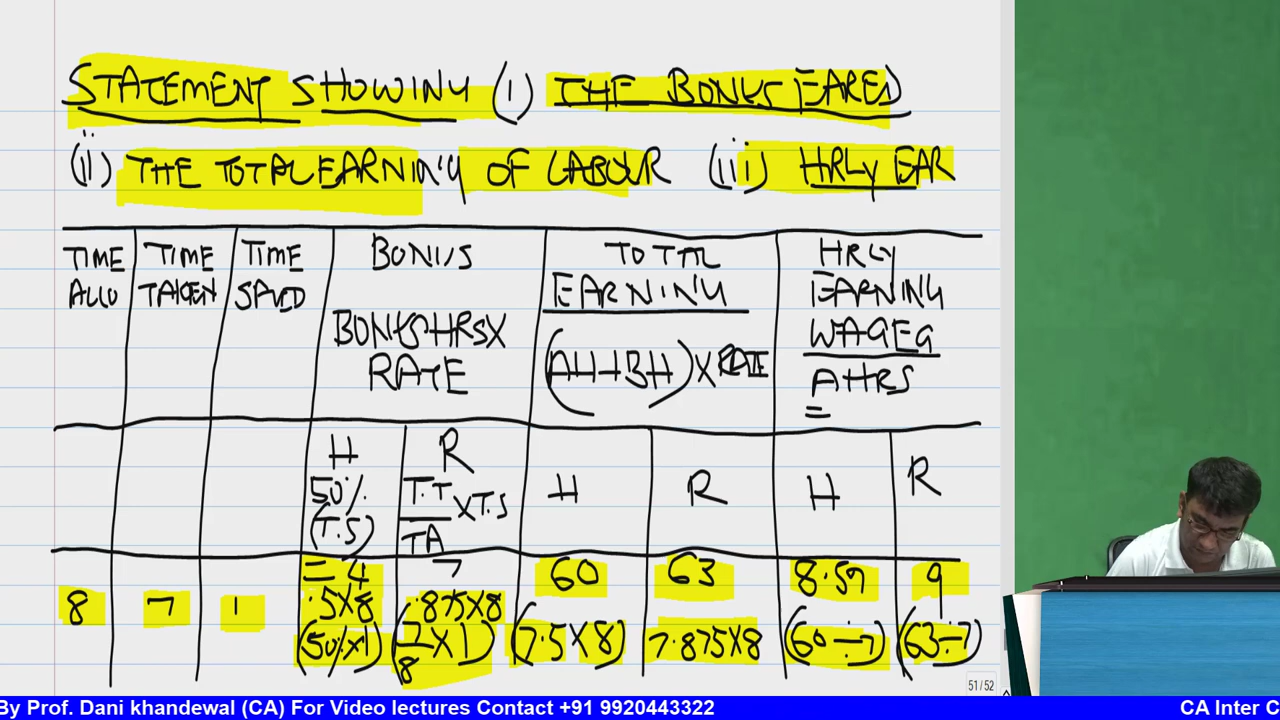 STATEMENT SHOWING (i) THE BONUS EARED
(ii) THE TOTAL EARNING OF LABOUR (iii) HRLY EAR
TIME ALLO
TIME TAKEN
TIME SAVED
BONUS
BONUS HRS X
RATE
TOTAL
EARNING
(AH+BH) X RATE
HRLY
EARNING
WAGES
AHRS
H
50%
(T.S)
R
T.T
TA
X T.S
H
R
H
R
8
7
1
= 4
.5X8
(50%X1)
7
.875X8
(7/8 X 1)
60
(7.5X8)
63
7.875X8
8.57
(60÷7)
9
(63÷7)
51/52
By Prof. Dani khandewal (CA) For Video lectures Contact +91 9920443322
CA Inter C